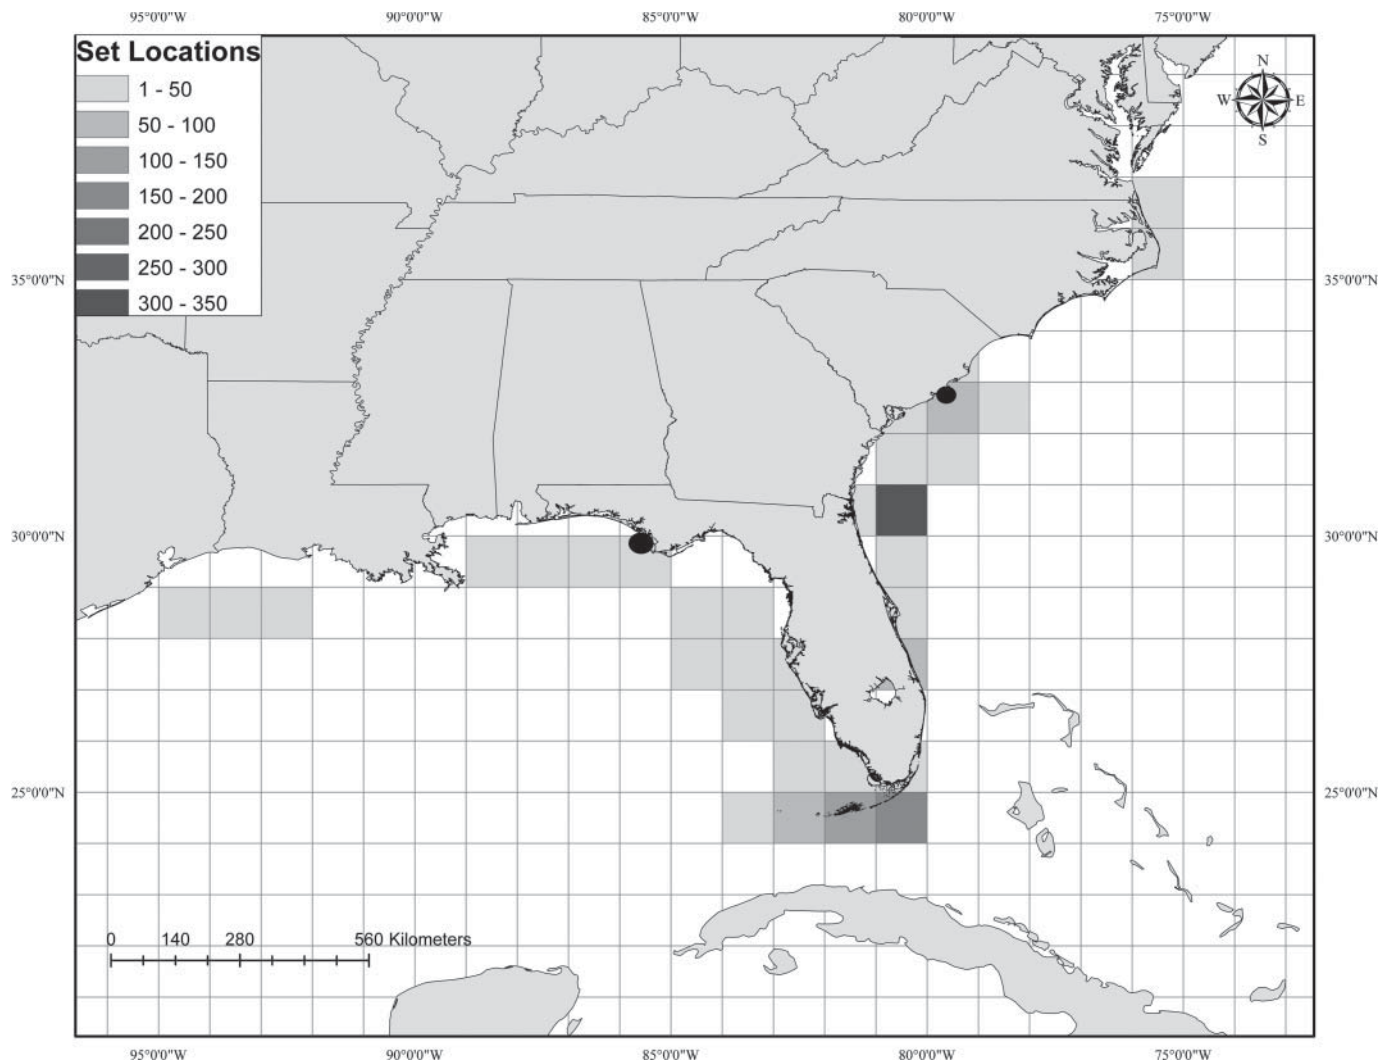 95°0'0"W 90°0'0"W 85°0'0"W 80°0'0"W 75°0'0"W
Set Locations
1 - 50
50 - 100
100 - 150
150 - 200
200 - 250
250 - 300
300 - 350
N
W E
S
35°0'0"N 35°0'0"N
30°0'0"N 30°0'0"N
25°0'0"N 25°0'0"N
0 140 280 560 Kilometers
95°0'0"W 90°0'0"W 85°0'0"W 80°0'0"W 75°0'0"W